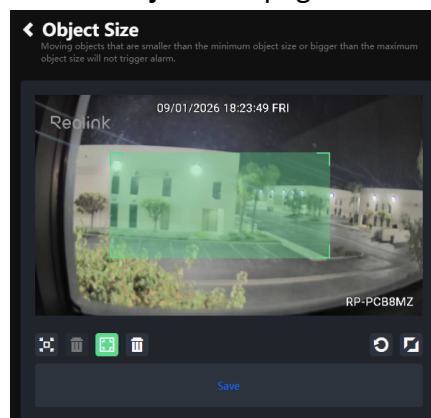 Object Size
Moving objects that are smaller than the minimum object size or bigger than the maximum
object size will not trigger alarm.
09/01/2026 18:23:49 FRI
Reolink
RP-PCB8MZ
Save